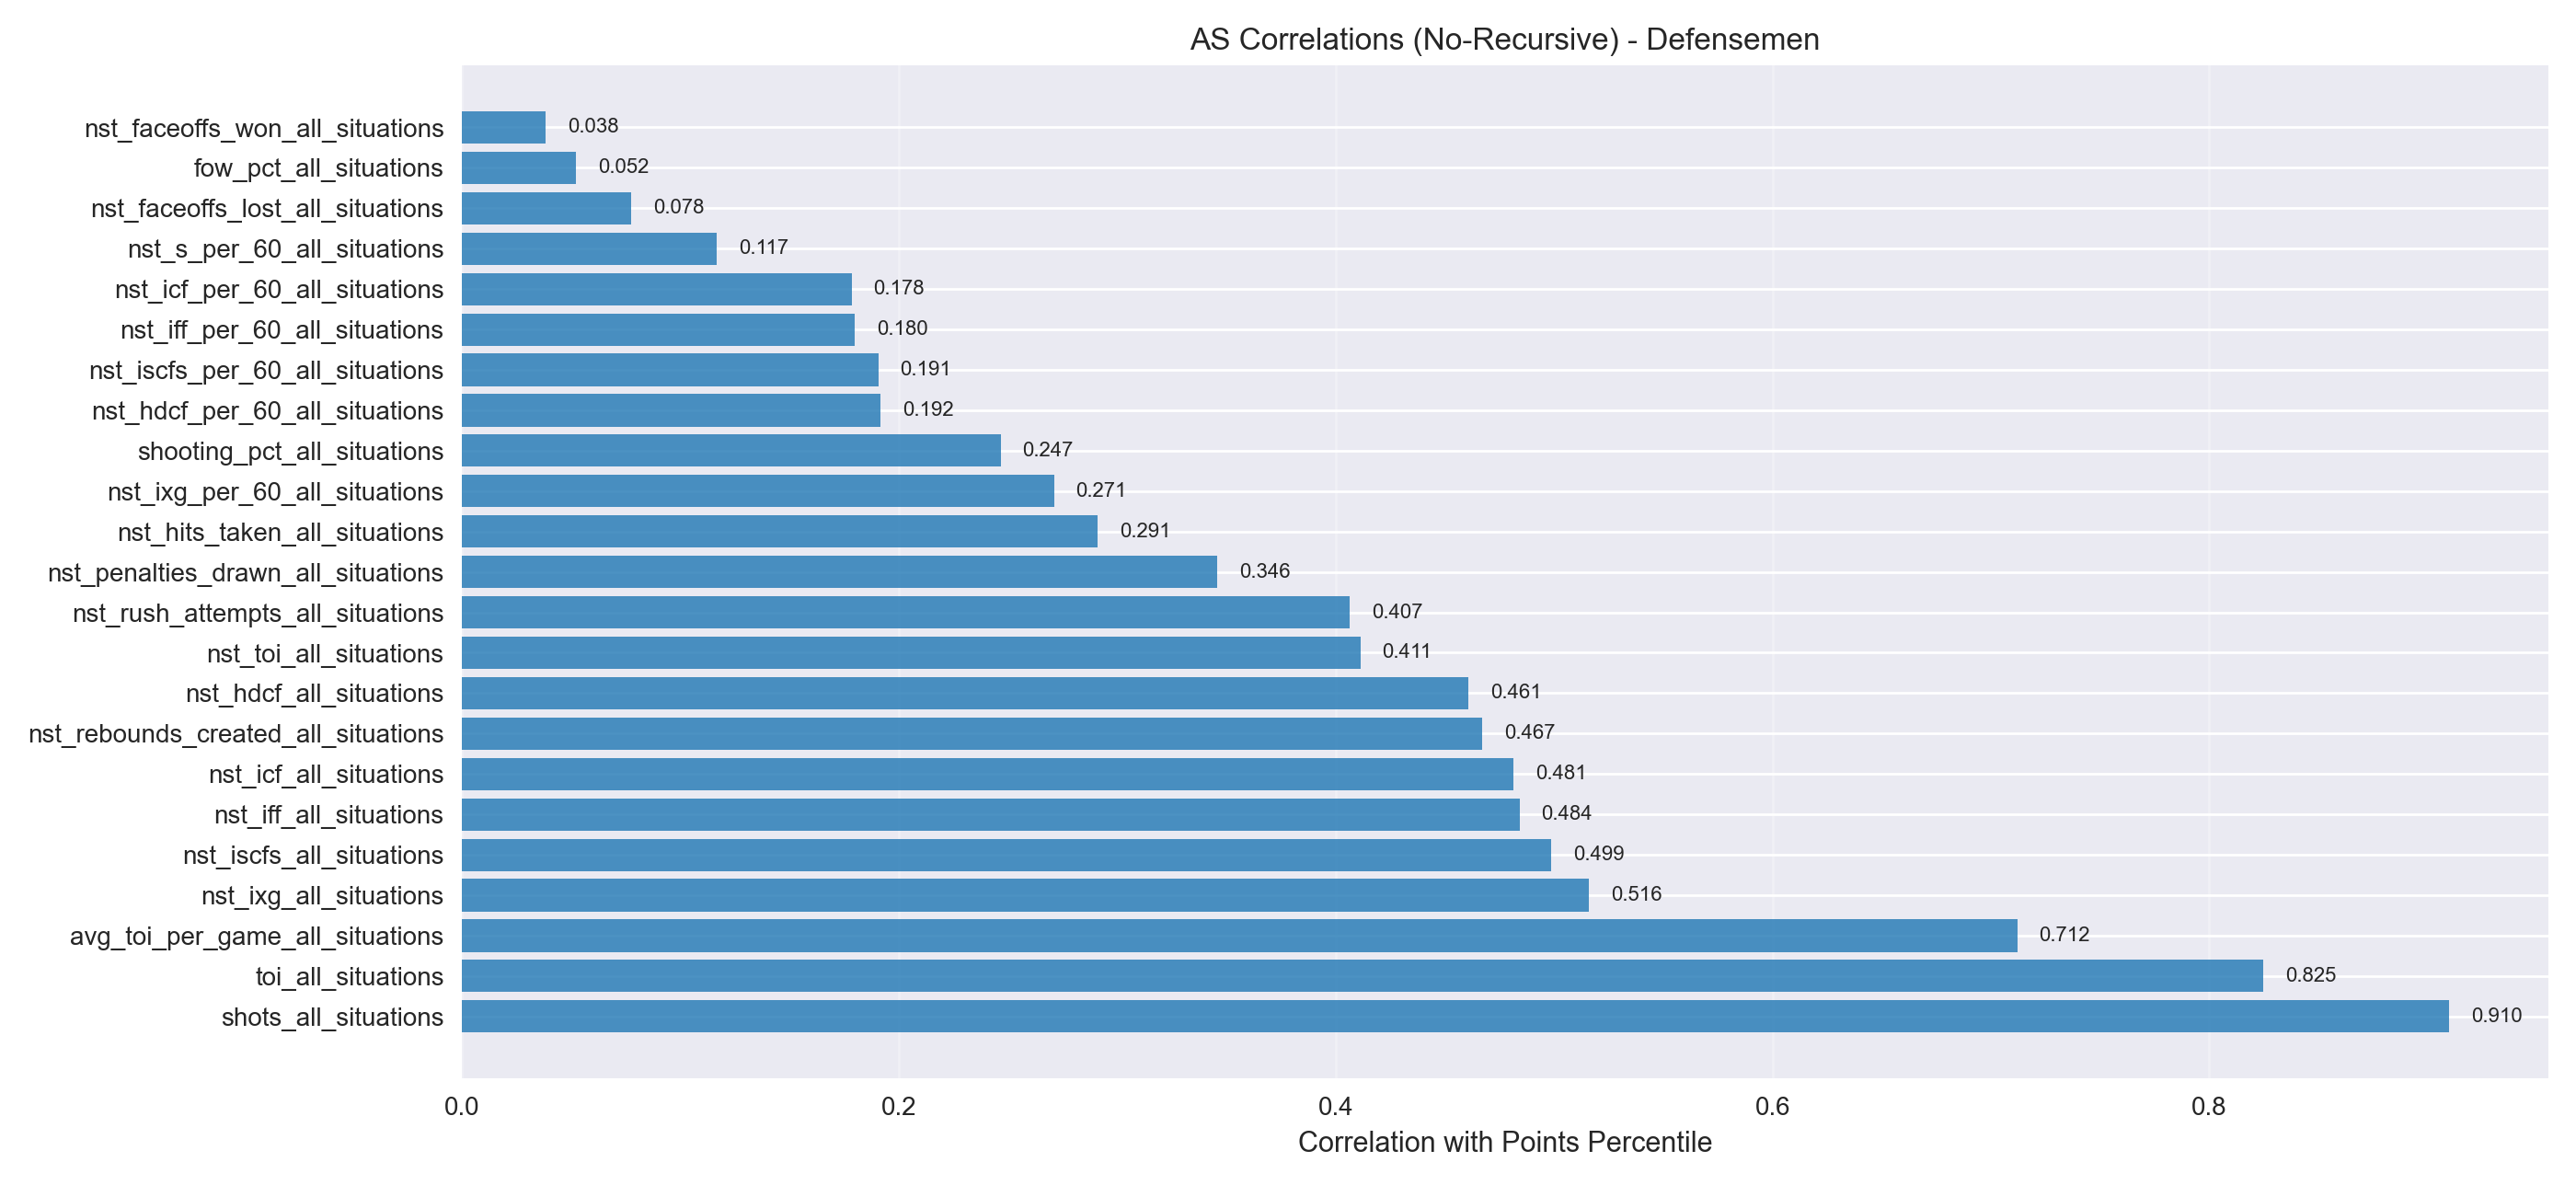 AS Correlations (No-Recursive) - Defensemen
nst_faceoffs_won_all_situations 0.038
fow_pct_all_situations 0.052
nst_faceoffs_lost_all_situations 0.078
nst_s_per_60_all_situations 0.117
nst_icf_per_60_all_situations 0.178
nst_iff_per_60_all_situations 0.180
nst_iscfs_per_60_all_situations 0.191
nst_hdcf_per_60_all_situations 0.192
shooting_pct_all_situations 0.247
nst_ixg_per_60_all_situations 0.271
nst_hits_taken_all_situations 0.291
nst_penalties_drawn_all_situations 0.346
nst_rush_attempts_all_situations 0.407
nst_toi_all_situations 0.411
nst_hdcf_all_situations 0.461
nst_rebounds_created_all_situations 0.467
nst_icf_all_situations 0.481
nst_iff_all_situations 0.484
nst_iscfs_all_situations 0.499
nst_ixg_all_situations 0.516
avg_toi_per_game_all_situations 0.712
toi_all_situations 0.825
shots_all_situations 0.910
0.0 0.2 0.4 0.6 0.8
Correlation with Points Percentile